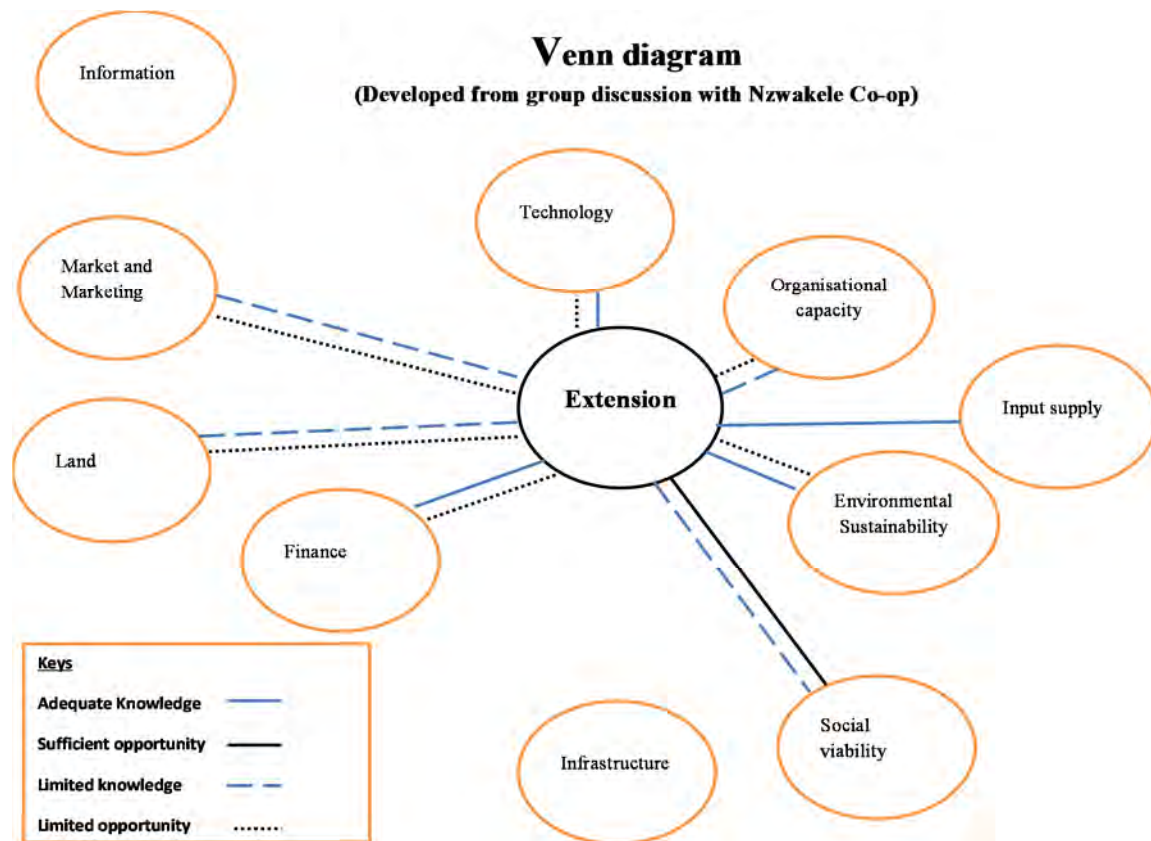 Venn diagram
(Developed from group discussion with Nzwakele Co-op)
Information
Technology
Market and
Marketing
Organisational
capacity
Extension
Input supply
Land
Environmental
Sustainability
Finance
Social
viability
Infrastructure
Keys
Adequate Knowledge
Sufficient opportunity
Limited knowledge
Limited opportunity